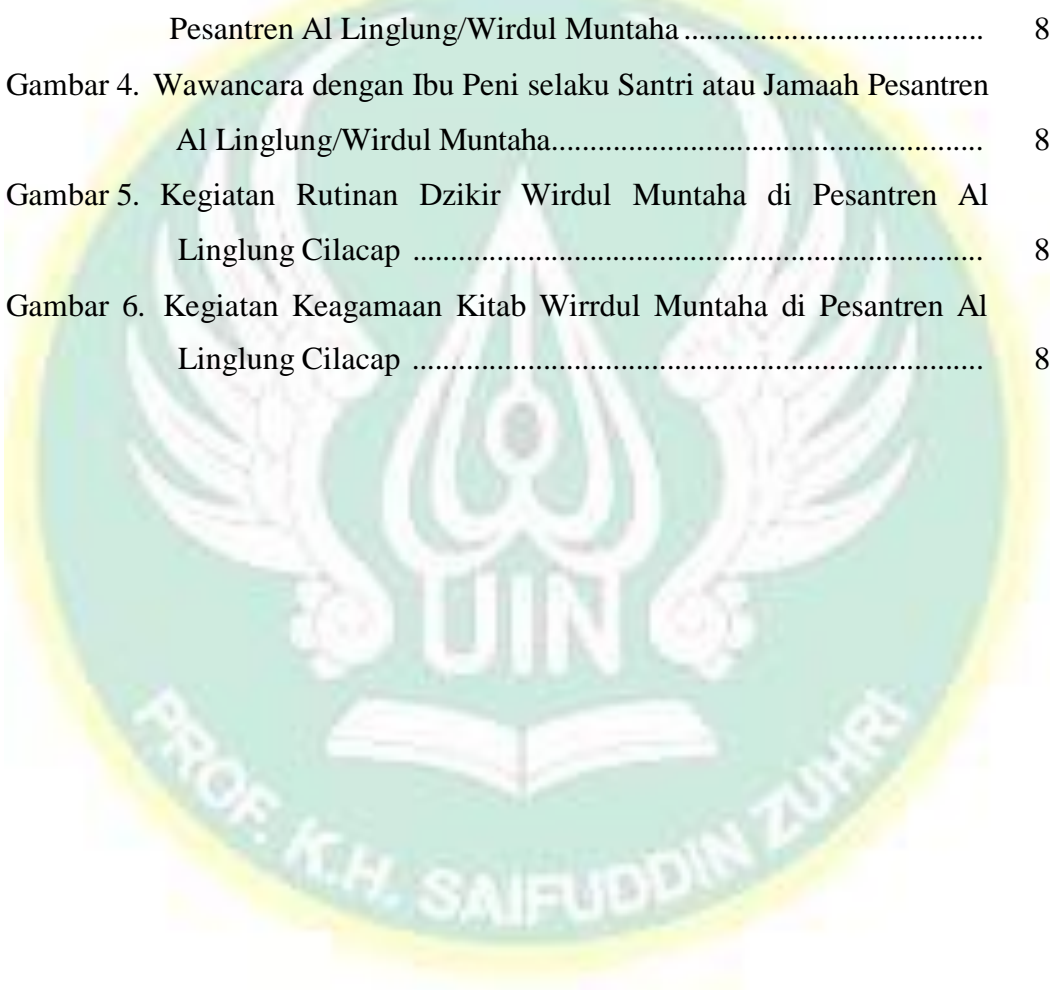 Pesantren Al Linglung/Wirdul Muntaha .................................... 8
Gambar 4. Wawancara dengan Ibu Peni selaku Santri atau Jamaah Pesantren
Al Linglung/Wirdul Muntaha.................................................... 8
Gambar 5. Kegiatan Rutinan Dzikir Wirdul Muntaha di Pesantren Al
Linglung Cilacap .................................................................... 8
Gambar 6. Kegiatan Keagamaan Kitab Wirrdul Muntaha di Pesantren Al
Linglung Cilacap .................................................................... 8
UIN
PROF. K.H. SAIFUDDIN ZUHRI